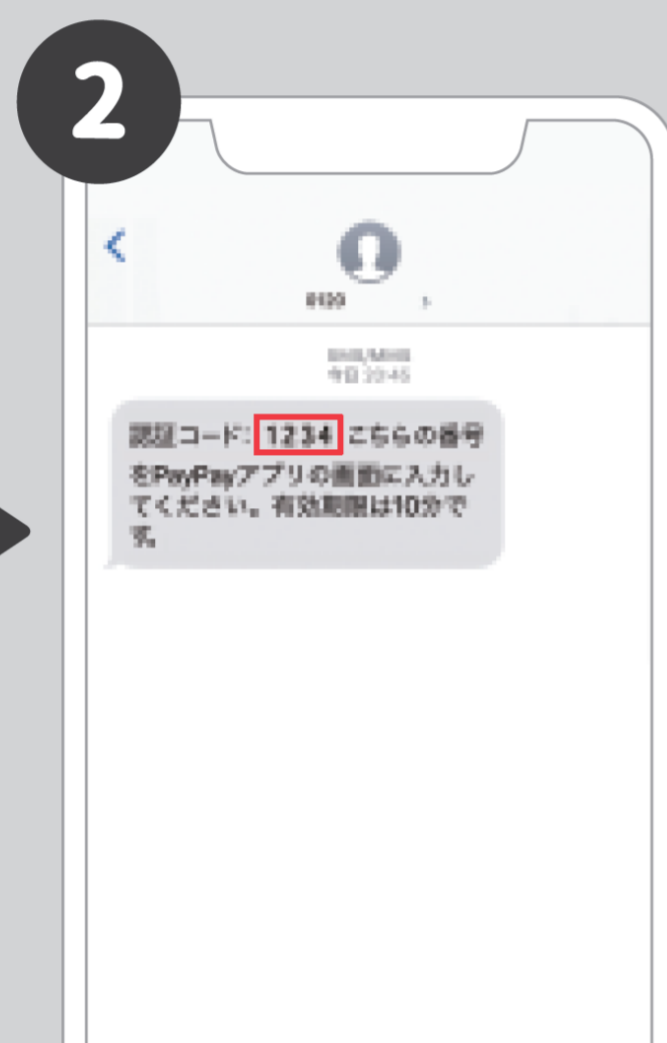 2
0120
今日 20:45
認証コード: 1234 こちらの番号
をPayPayアプリの画面に入力し
てください。有効期限は10分で
す。